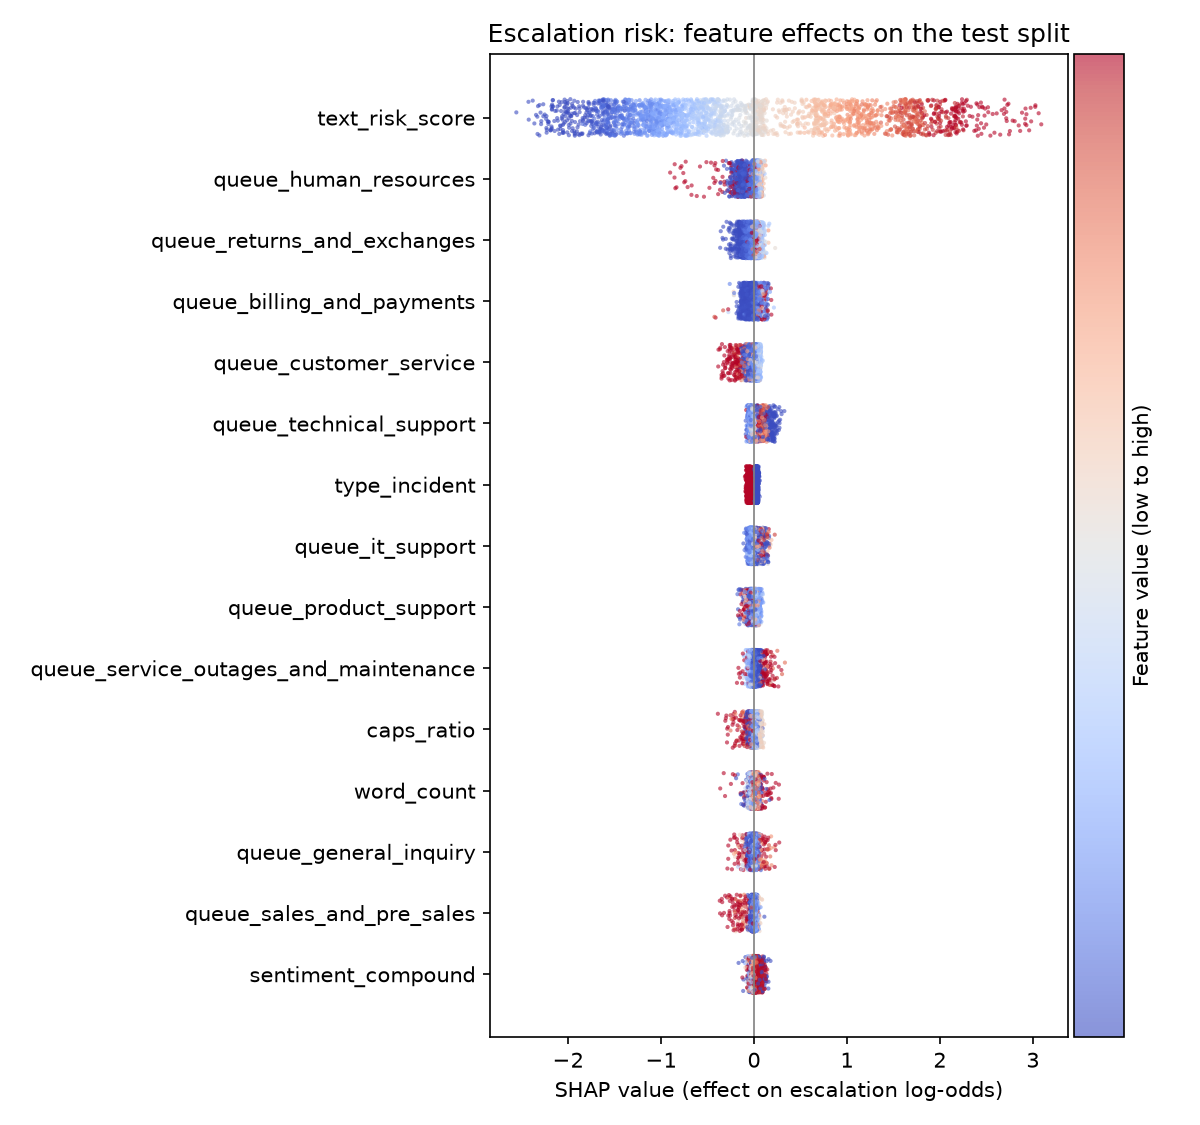 Escalation risk: feature effects on the test split
text_risk_score
queue_human_resources
queue_returns_and_exchanges
queue_billing_and_payments
queue_customer_service
queue_technical_support
type_incident
queue_it_support
queue_product_support
queue_service_outages_and_maintenance
caps_ratio
word_count
queue_general_inquiry
queue_sales_and_pre_sales
sentiment_compound
−2 −1 0 1 2 3
SHAP value (effect on escalation log-odds)
Feature value (low to high)